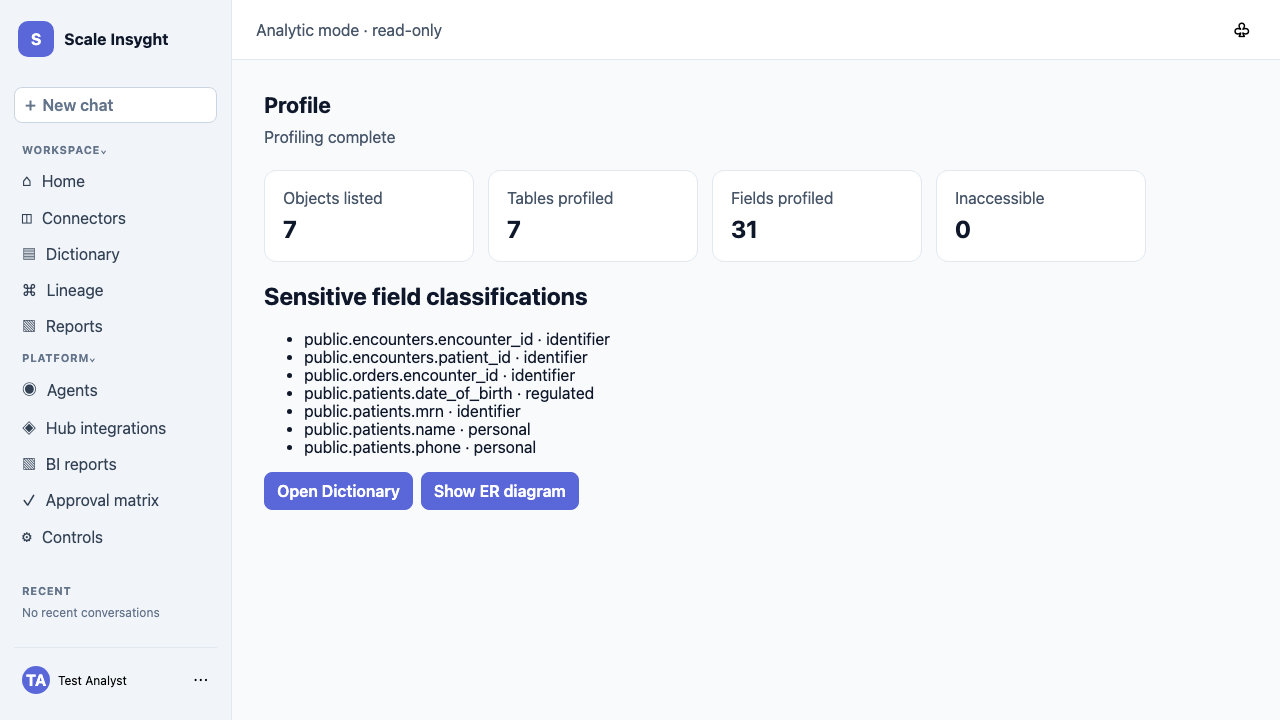 S Scale Insyght
+ New chat
WORKSPACE
Home
Connectors
Dictionary
Lineage
Reports
PLATFORM
Agents
Hub integrations
BI reports
Approval matrix
Controls
RECENT
No recent conversations
TA Test Analyst ...
Analytic mode · read-only
Profile
Profiling complete
Objects listed
7
Tables profiled
7
Fields profiled
31
Inaccessible
0
Sensitive field classifications
• public.encounters.encounter_id · identifier
• public.encounters.patient_id · identifier
• public.orders.encounter_id · identifier
• public.patients.date_of_birth · regulated
• public.patients.mrn · identifier
• public.patients.name · personal
• public.patients.phone · personal
Open Dictionary
Show ER diagram